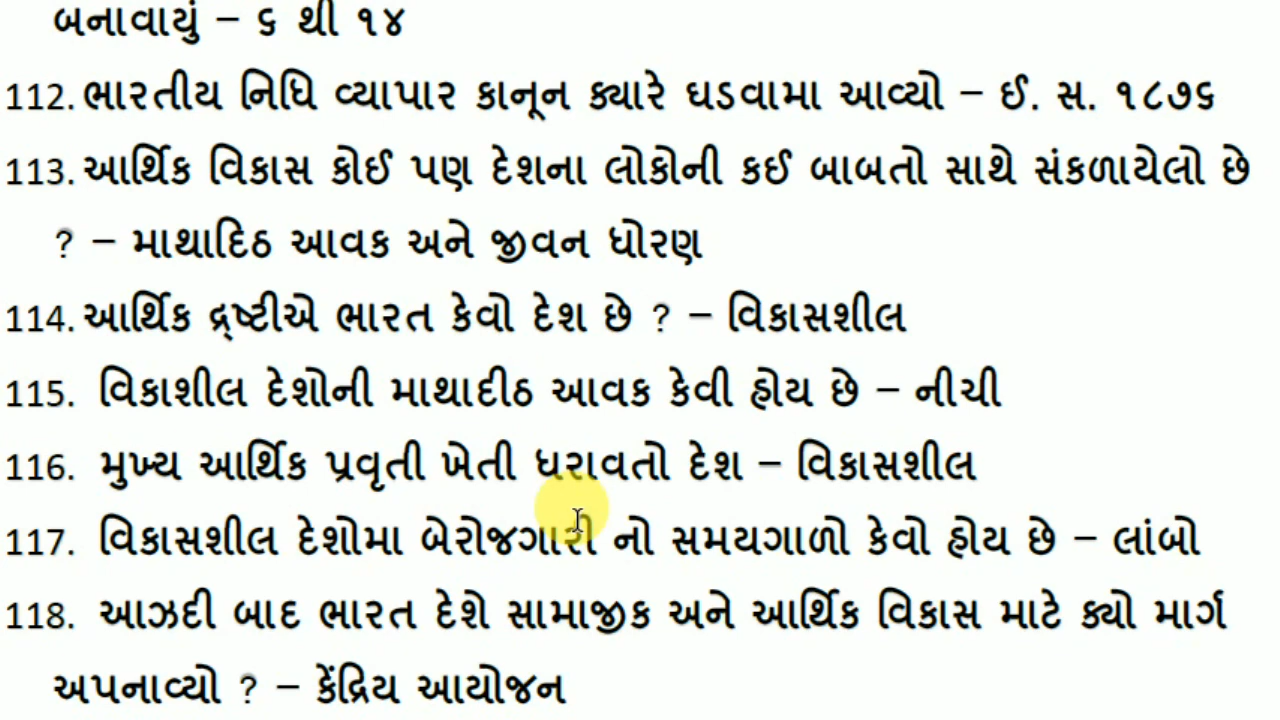 બનાવાયું – ૬ થી ૧૪
112. ભારતીય નિધિ વ્યાપાર કાનૂન ક્યારે ઘડવામા આવ્યો – ઈ. સ. ૧૮૭૬
113. આર્થિક વિકાસ કોઈ પણ દેશના લોકોની કઈ બાબતો સાથે સંકળાયેલો છે
? – માથાદિઠ આવક અને જીવન ધોરણ
114. આર્થિક દ્રષ્ટીએ ભારત કેવો દેશ છે ? – વિકાસશીલ
115. વિકાશીલ દેશોની માથાદીઠ આવક કેવી હોય છે – નીચી
116. મુખ્ય આર્થિક પ્રવૃતી ખેતી ધરાવતો દેશ – વિકાસશીલ
117. વિકાસશીલ દેશોમા બેરોજગારી નો સમયગાળો કેવો હોય છે – લાંબો
118. આઝદી બાદ ભારત દેશે સામાજીક અને આર્થિક વિકાસ માટે ક્યો માર્ગ
અપનાવ્યો ? – કેંદ્રિય આયોજન